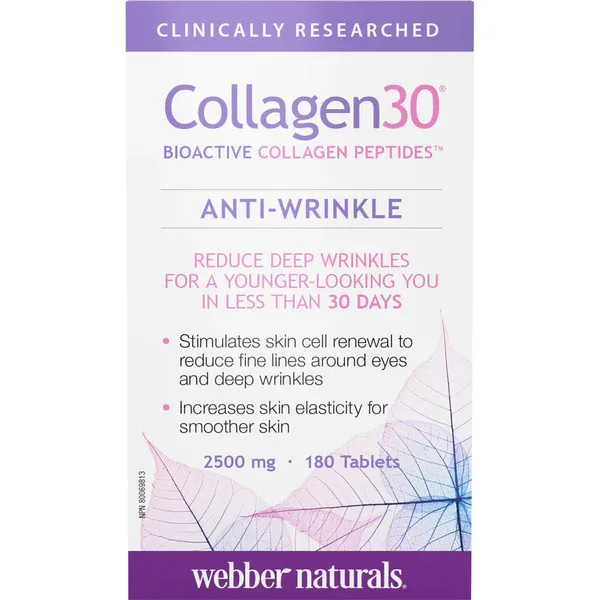 CLINICALLY RESEARCHED
Collagen30®
BIOACTIVE COLLAGEN PEPTIDES™
ANTI-WRINKLE
REDUCE DEEP WRINKLES
FOR A YOUNGER-LOOKING YOU
IN LESS THAN 30 DAYS
• Stimulates skin cell renewal to
reduce fine lines around eyes
and deep wrinkles
• Increases skin elasticity for
smoother skin
2500 mg · 180 Tablets
NPN 80069813
webber naturals®